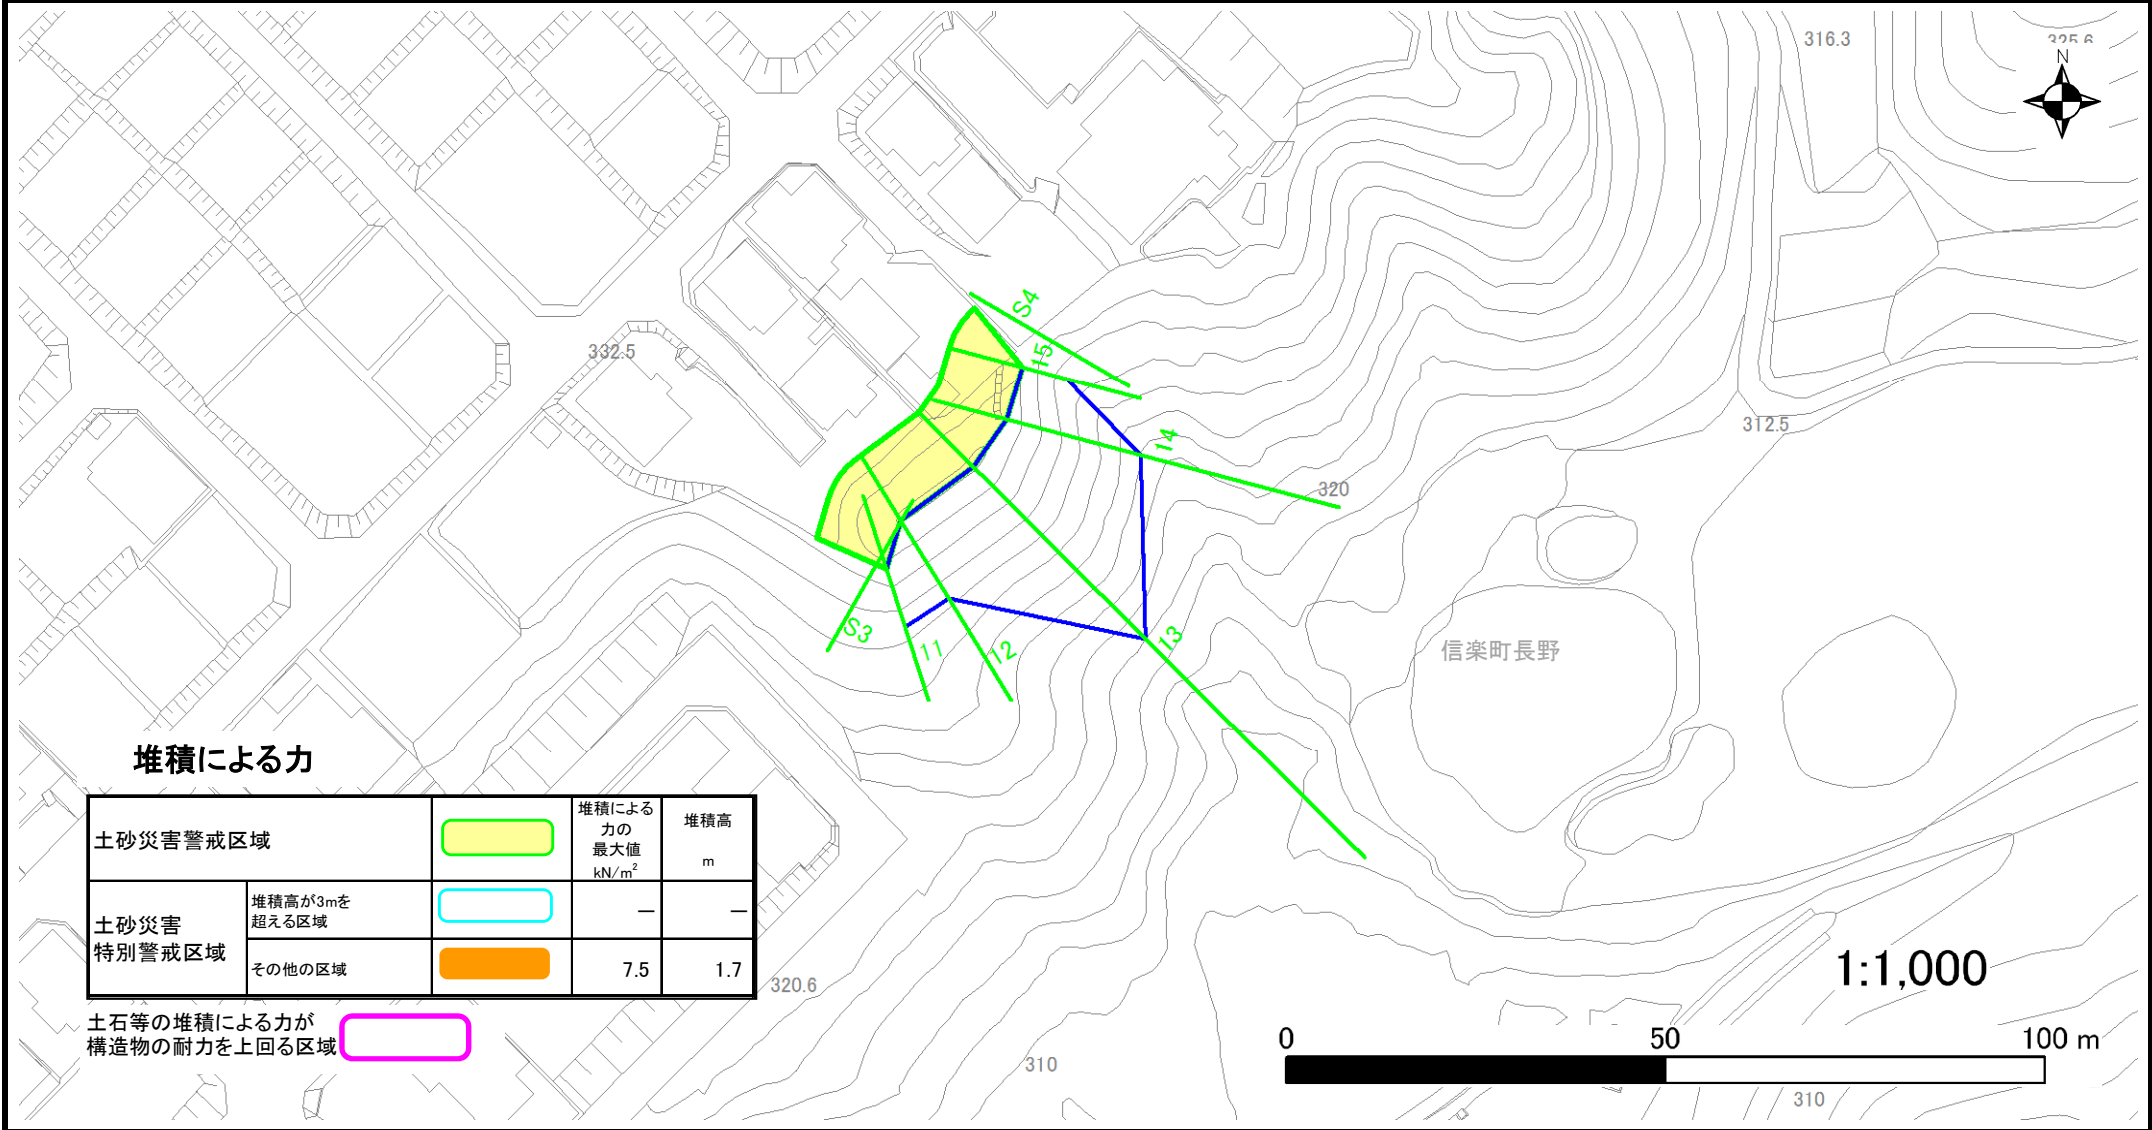 316.3
325.6
N
S4
15
332.5
312.5
14
320
S3
11
12
13
信楽町長野
堆積による力
土砂災害警戒区域
堆積による
力の
最大値
kN/m²
堆積高
m
土砂災害
特別警戒区域
堆積高が3mを
超える区域
— —
その他の区域
7.5 1.7
320.6
1:1,000
土石等の堆積による力が
構造物の耐力を上回る区域
0 50 100 m
310
310